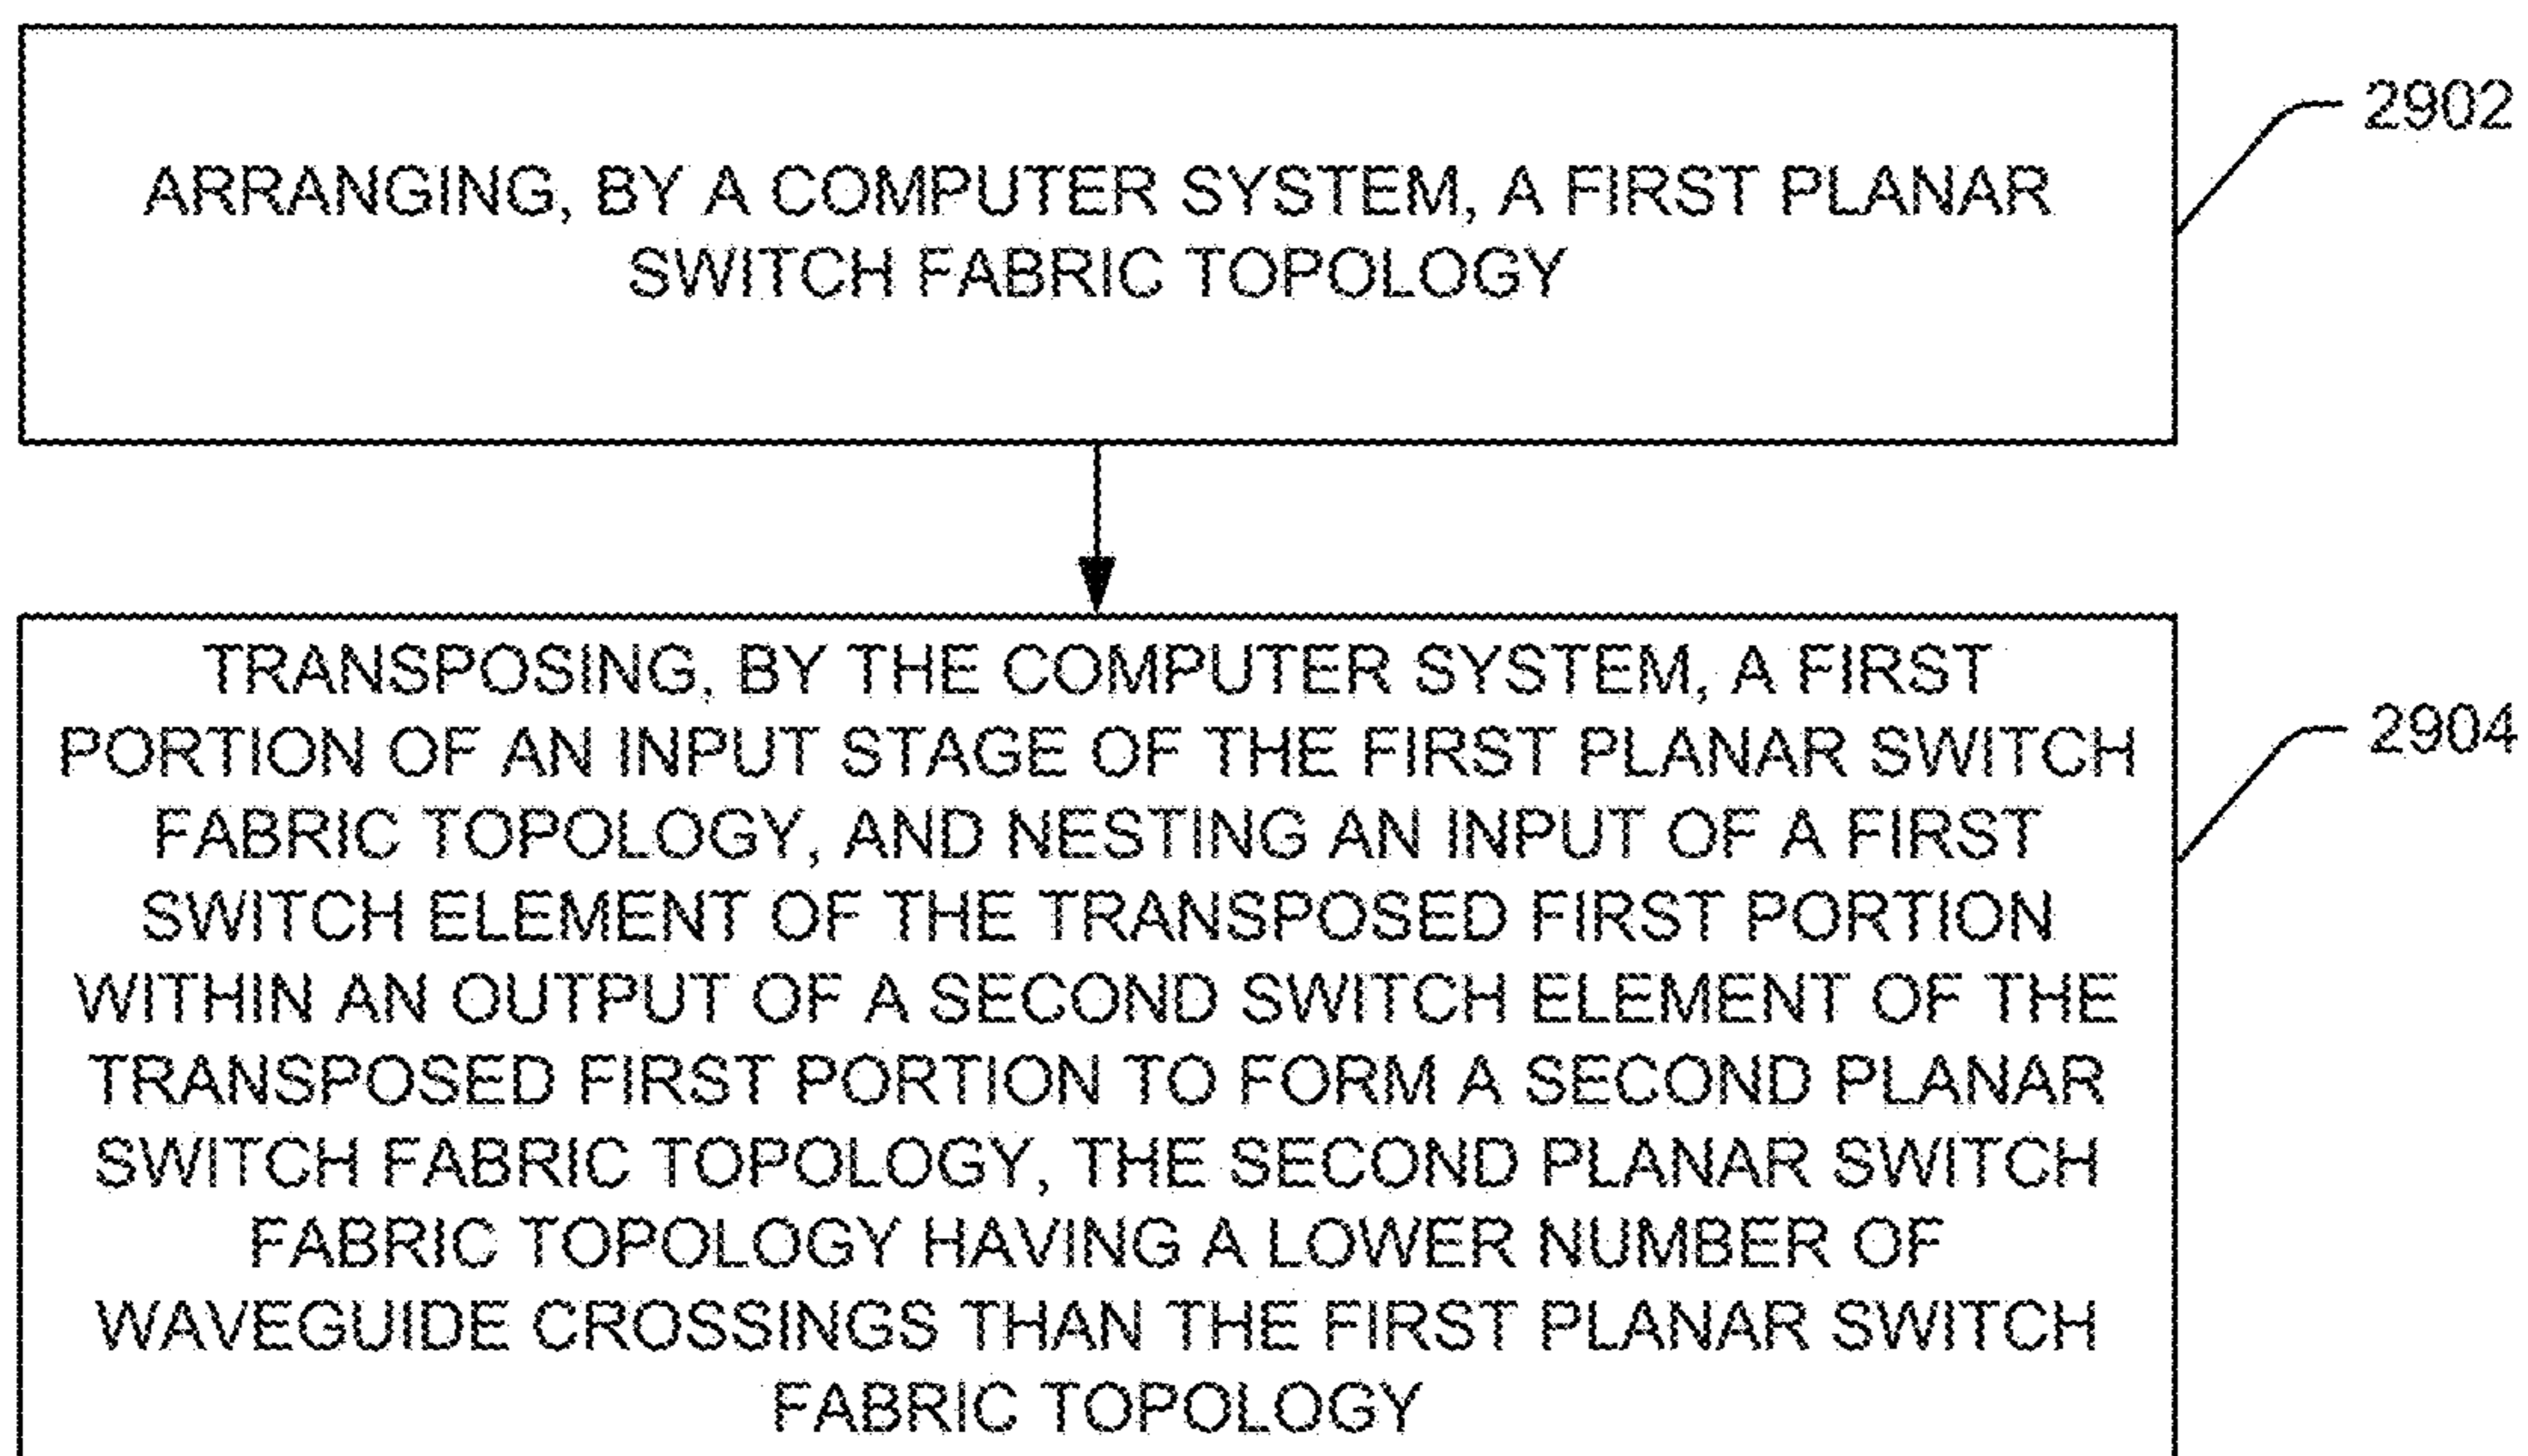 ARRANGING, BY A COMPUTER SYSTEM, A FIRST PLANAR
SWITCH FABRIC TOPOLOGY
2902
TRANSPOSING, BY THE COMPUTER SYSTEM, A FIRST
PORTION OF AN INPUT STAGE OF THE FIRST PLANAR SWITCH
FABRIC TOPOLOGY, AND NESTING AN INPUT OF A FIRST
SWITCH ELEMENT OF THE TRANSPOSED FIRST PORTION
WITHIN AN OUTPUT OF A SECOND SWITCH ELEMENT OF THE
TRANSPOSED FIRST PORTION TO FORM A SECOND PLANAR
SWITCH FABRIC TOPOLOGY, THE SECOND PLANAR SWITCH
FABRIC TOPOLOGY HAVING A LOWER NUMBER OF
WAVEGUIDE CROSSINGS THAN THE FIRST PLANAR SWITCH
FABRIC TOPOLOGY
2904